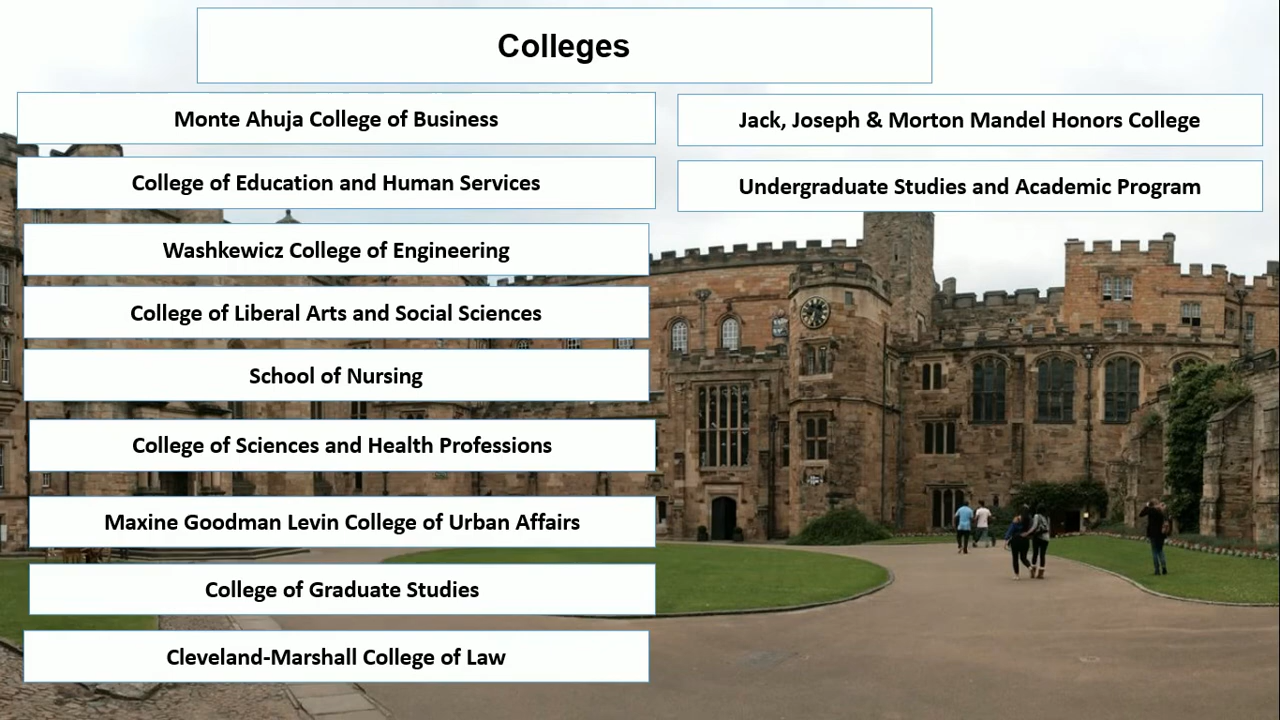 Colleges
Monte Ahuja College of Business
College of Education and Human Services
Washkewicz College of Engineering
College of Liberal Arts and Social Sciences
School of Nursing
College of Sciences and Health Professions
Maxine Goodman Levin College of Urban Affairs
College of Graduate Studies
Cleveland-Marshall College of Law
Jack, Joseph & Morton Mandel Honors College
Undergraduate Studies and Academic Program